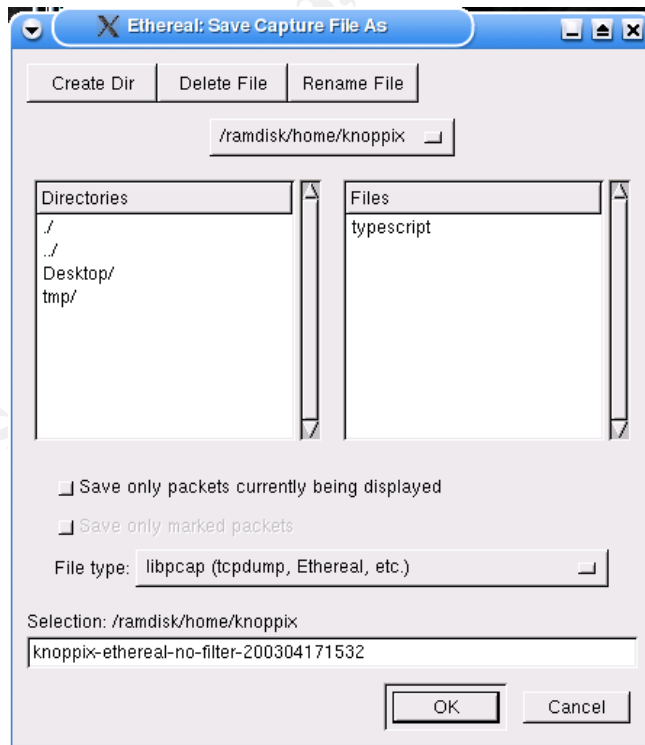 Ethereal: Save Capture File As
Create Dir Delete File Rename File
/ramdisk/home/knoppix
Directories
./
../
Desktop/
tmp/
Files
typescript
Save only packets currently being displayed
Save only marked packets
File type: libpcap (tcpdump, Ethereal, etc.)
Selection: /ramdisk/home/knoppix
knoppix-ethereal-no-filter-200304171532
OK Cancel